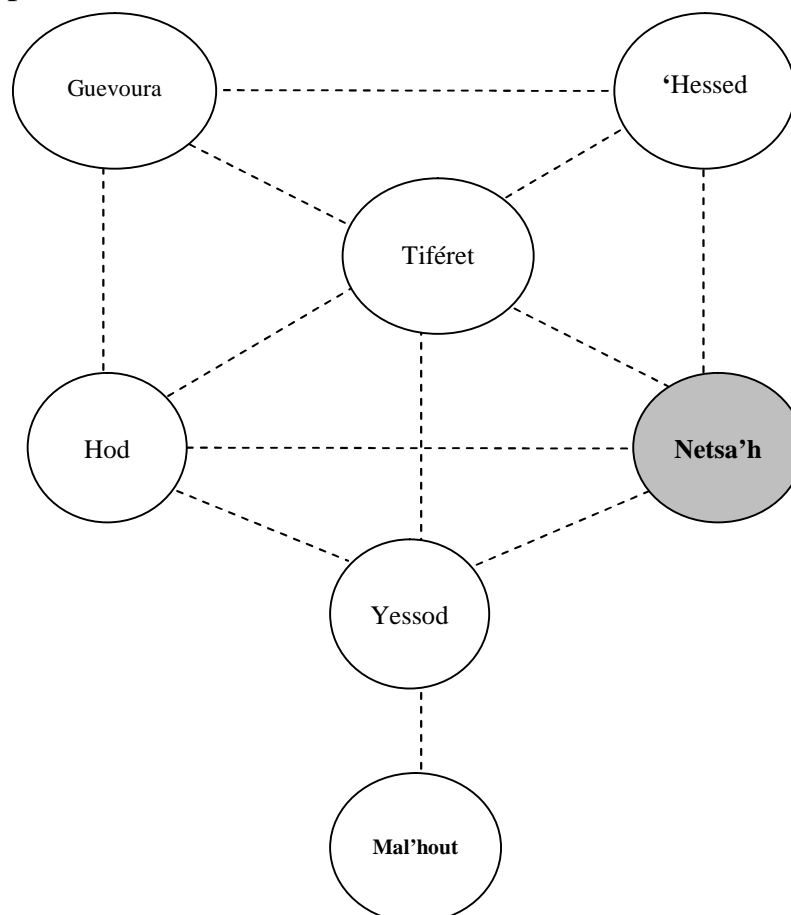 Guevoura
‘Hessed
Tiféret
Hod
Netsa’h
Yessod
Mal’hout